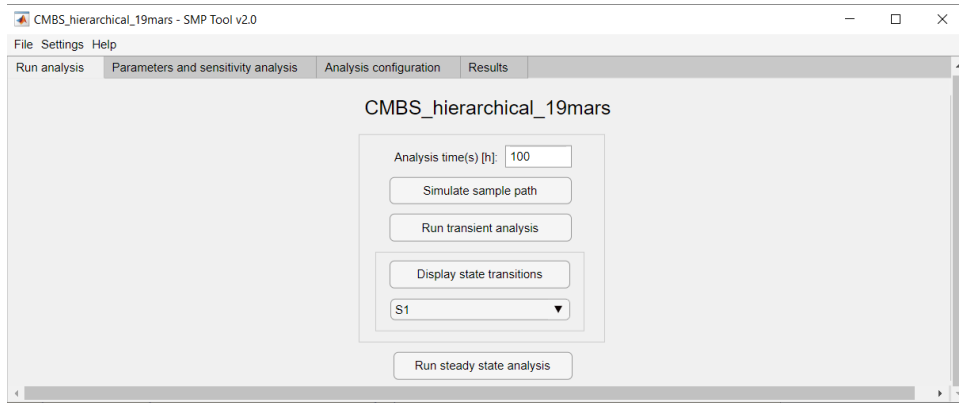 CMBS_hierarchical_19mars - SMP Tool v2.0
File Settings Help
Run analysis Parameters and sensitivity analysis Analysis configuration Results
CMBS_hierarchical_19mars
Analysis time(s) [h]: 100
Simulate sample path
Run transient analysis
Display state transitions
S1
Run steady state analysis